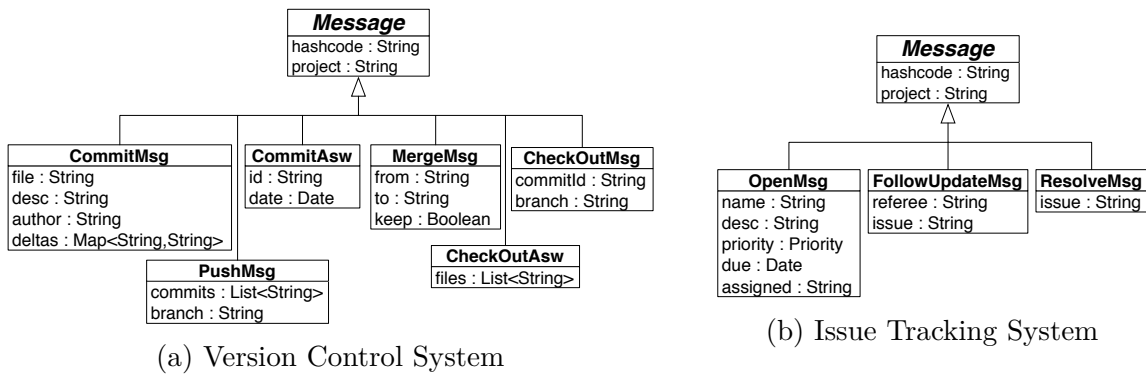 Message
hashcode : String
project : String
CommitMsg
file : String
desc : String
author : String
deltas : Map<String,String>
CommitAsw
id : String
date : Date
MergeMsg
from : String
to : String
keep : Boolean
CheckOutMsg
commitId : String
branch : String
PushMsg
commits : List<String>
branch : String
CheckOutAsw
files : List<String>
(a) Version Control System
Message
hashcode : String
project : String
OpenMsg
name : String
desc : String
priority : Priority
due : Date
assigned : String
FollowUpdateMsg
referee : String
issue : String
ResolveMsg
issue : String
(b) Issue Tracking System